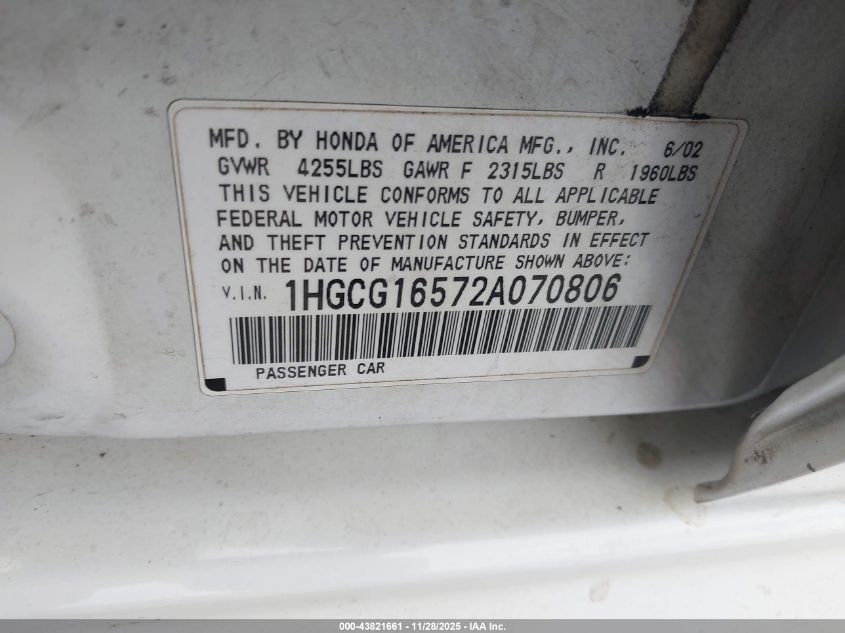 MFD. BY HONDA OF AMERICA MFG., INC. 6/02
GVWR 4255LBS GAWR F 2315LBS R 1960LBS
THIS VEHICLE CONFORMS TO ALL APPLICABLE
FEDERAL MOTOR VEHICLE SAFETY, BUMPER,
AND THEFT PREVENTION STANDARDS IN EFFECT
ON THE DATE OF MANUFACTURE SHOWN ABOVE:
V.I.N. 1HGCG16572A070806
PASSENGER CAR
000-43821661 - 11/28/2025 - IAA Inc.